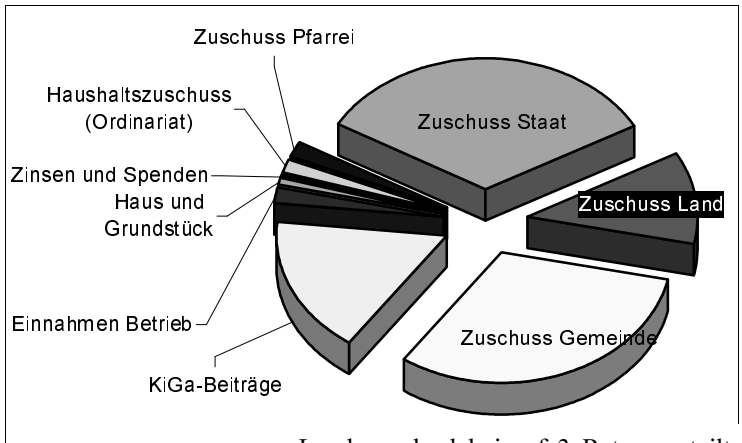 Zuschuss Pfarrei
Haushaltszuschuss
(Ordinariat)
Zinsen und Spenden
Haus und
Grundstück
Einnahmen Betrieb
KiGa-Beiträge
Zuschuss Staat
Zuschuss Land
Zuschuss Gemeinde